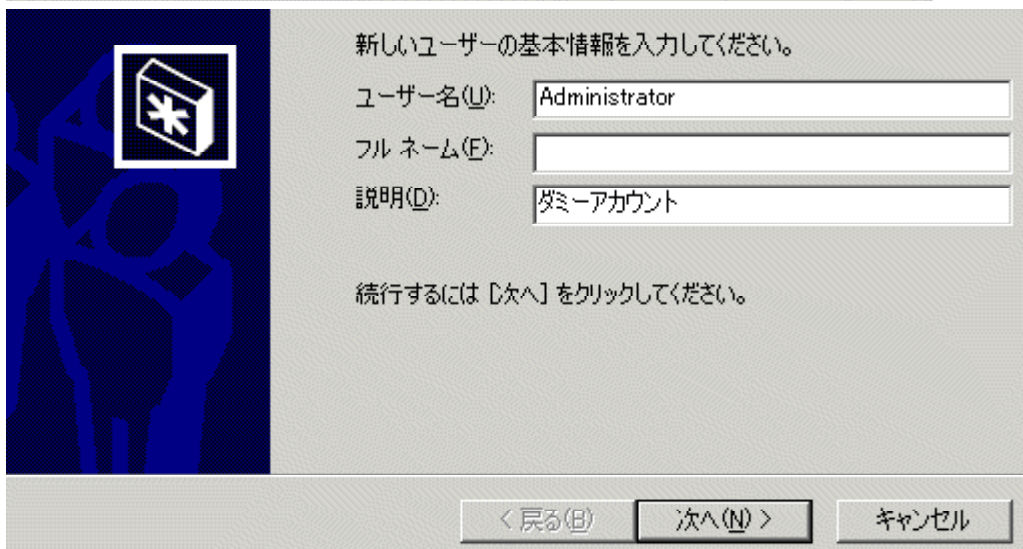 新しいユーザーの基本情報を入力してください。
ユーザー名(U): Administrator
フル ネーム(F):
説明(D): ダミーアカウント
続行するには [次へ] をクリックしてください。
< 戻る(B) 次へ(N) > キャンセル